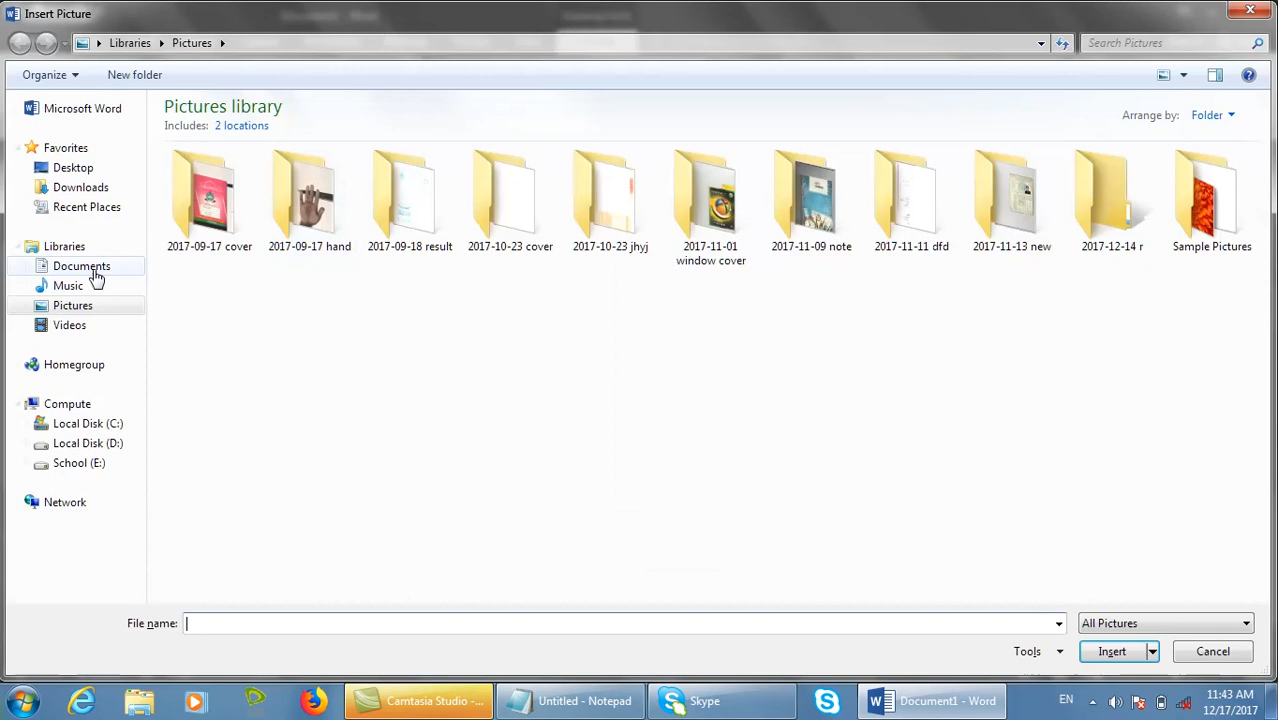 Insert Picture
Libraries
Pictures
Search Pictures
Organize
New folder
Microsoft Word
Favorites
Desktop
Downloads
Recent Places
Libraries
Documents
Music
Pictures
Videos
Homegroup
Compute
Local Disk (C:)
Local Disk (D:)
School (E:)
Network
Pictures library
Includes: 2 locations
Arrange by: Folder
2017-09-17 cover
2017-09-17 hand
2017-09-18 result
2017-10-23 cover
2017-10-23 jhyj
2017-11-01 window cover
2017-11-09 note
2017-11-11 dfd
2017-11-13 new
2017-12-14 r
Sample Pictures
File name:
All Pictures
Tools
Insert
Cancel
Camtasia Studio -...
Untitled - Notepad
Skype
Document1 - Word
EN
11:43 AM
12/17/2017